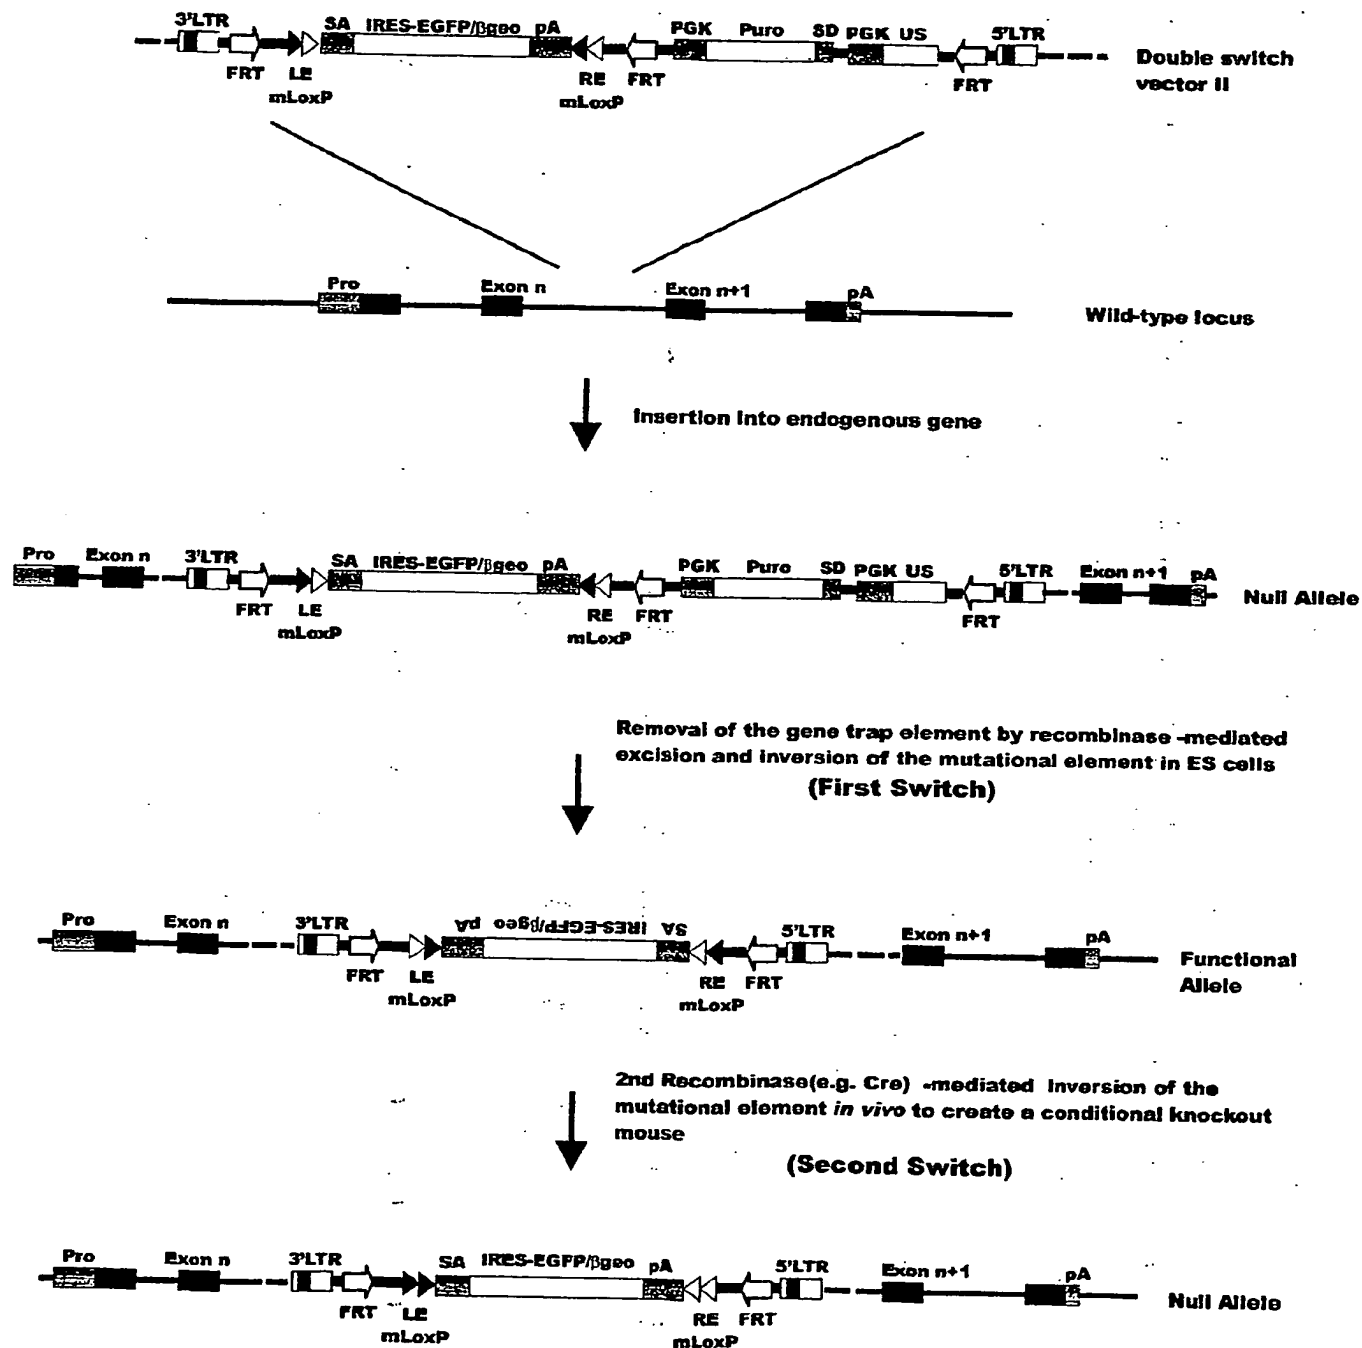 3'LTR SA IRES-EGFP/βgeo pA PGK Puro SD PGK US 5'LTR
FRT LE RE FRT FRT
mLoxP mLoxP
Double switch
vector II
Pro Exon n Exon n+1 pA
Wild-type locus
Insertion into endogenous gene
Pro Exon n 3'LTR SA IRES-EGFP/βgeo pA PGK Puro SD PGK US 5'LTR Exon n+1 pA
FRT LE RE FRT FRT
mLoxP mLoxP
Null Allele
Removal of the gene trap element by recombinase -mediated
excision and inversion of the mutational element in ES cells
(First Switch)
Pro Exon n 3'LTR pA IRES-EGFP/βgeo SA 5'LTR Exon n+1 pA
FRT LE RE FRT
mLoxP mLoxP
Functional
Allele
2nd Recombinase(e.g. Cre) -mediated Inversion of the
mutational element in vivo to create a conditional knockout
mouse
(Second Switch)
Pro Exon n 3'LTR SA IRES-EGFP/βgeo pA 5'LTR Exon n+1 pA
FRT LE RE FRT
mLoxP mLoxP
Null Allele